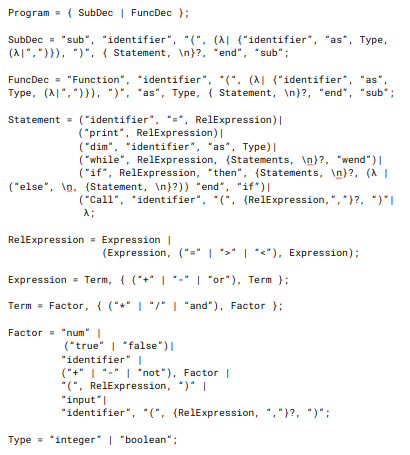 Program = { SubDec | FuncDec };
SubDec = "sub", "identifier", "(", (λ| {"identifier", "as", Type,
(λ|",")}), ")", { Statement, \n}?, "end", "sub";
FuncDec = "Function", "identifier", "(", (λ| {"identifier", "as",
Type, (λ|",")}), ")", "as", Type, { Statement, \n}?, "end", "sub";
Statement = ("identifier", "=", RelExpression)|
("print", RelExpression)|
("dim", "identifier", "as", Type)|
("while", RelExpression, {Statements, \n}?, "wend")|
("if", RelExpression, "then", {Statements, \n}?, (λ |
("else", \n, {Statement, \n}?)) "end", "if")|
("Call", "identifier", "(", {RelExpression,","}?, ")"|
λ;
RelExpression = Expression |
(Expression, ("=" | ">" | "<"), Expression);
Expression = Term, { ("+" | "-" | "or"), Term };
Term = Factor, { ("*" | "/" | "and"), Factor };
Factor = "num" |
("true" | "false")|
"identifier" |
("+" | "-" | "not"), Factor |
"(", RelExpression, ")" |
"input"|
"identifier", "(", {RelExpression, ","}?, ")";
Type = "integer" | "boolean";